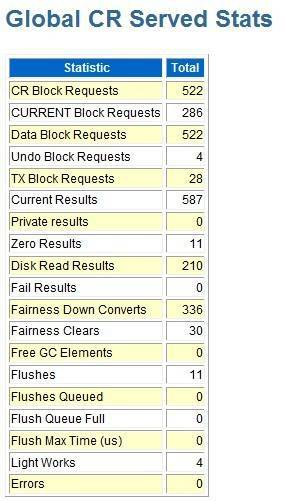 Global CR Served Stats
Statistic Total
CR Block Requests 522
CURRENT Block Requests 286
Data Block Requests 522
Undo Block Requests 4
TX Block Requests 28
Current Results 587
Private results 0
Zero Results 11
Disk Read Results 210
Fail Results 0
Fairness Down Converts 336
Fairness Clears 30
Free GC Elements 0
Flushes 11
Flushes Queued 0
Flush Queue Full 0
Flush Max Time (us) 0
Light Works 4
Errors 0